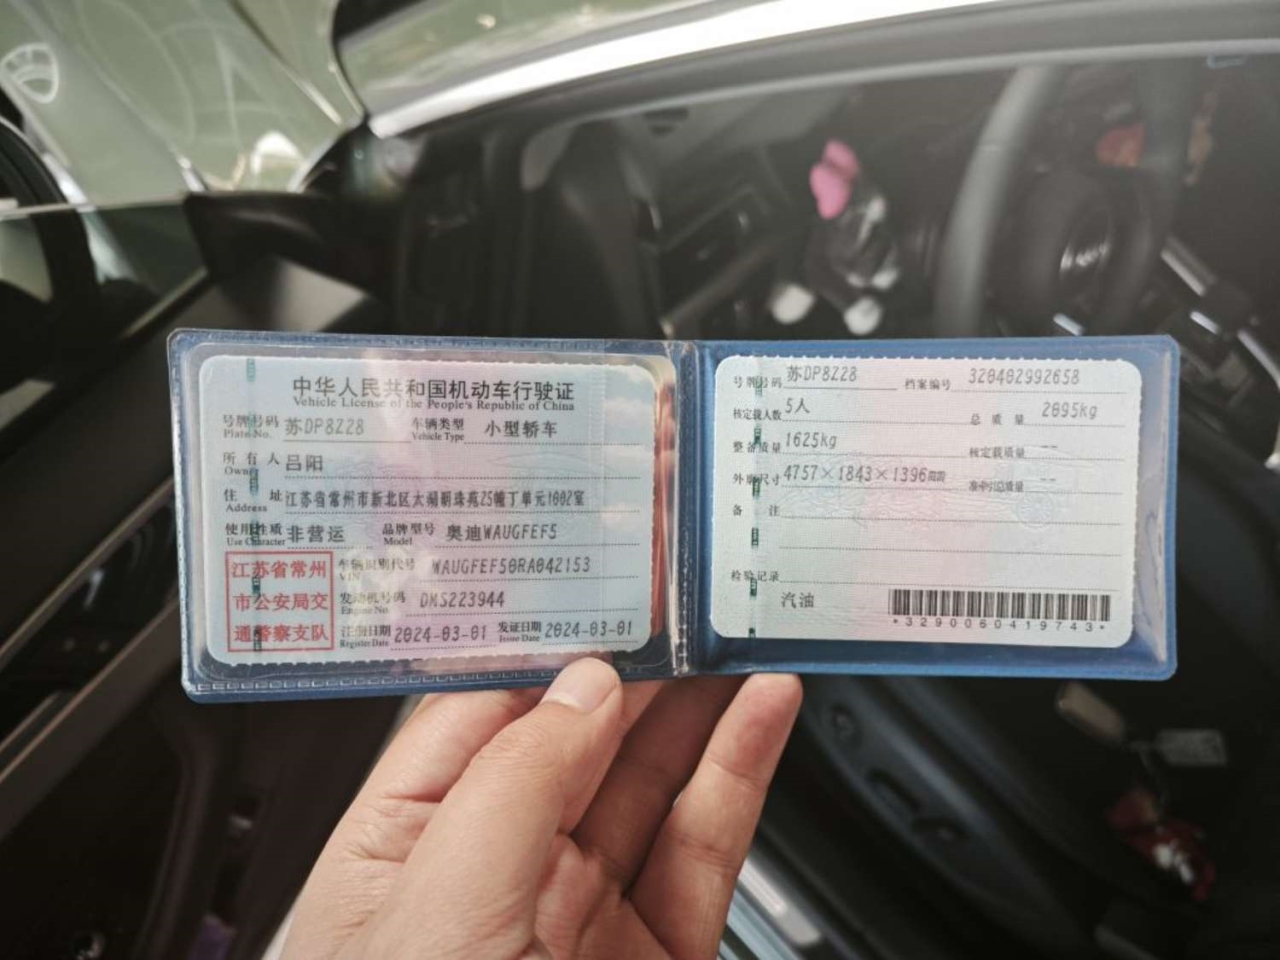 中华人民共和国机动车行驶证
Vehicle License of the People's Republic of China
号牌号码 苏DP8Z28 车辆类型 小型轿车
Plate No. Vehicle Type
所有人 吕阳
Owner
住址 江苏省常州市新北区太阁明珠苑25幢丁单元1002室
Address
使用性质 非营运 品牌型号 奥迪WAUGFEF5
Use Character Model
江苏省常州
市公安局交
通警察支队
车辆识别代号 WAUGFEF50RA042153
VIN
发动机号码 DMS223944
Engine No.
注册日期 2024-03-01 发证日期 2024-03-01
Register Date Issue Date
号牌号码 苏DP8Z28 档案编号 320402992658
核定载人数 5人 总质量 2095kg
整备质量 1625kg 核定载质量 --
外廓尺寸 4757×1843×1396mm 准牵引总质量 --
备注
检验记录
汽油
*3290060419743*